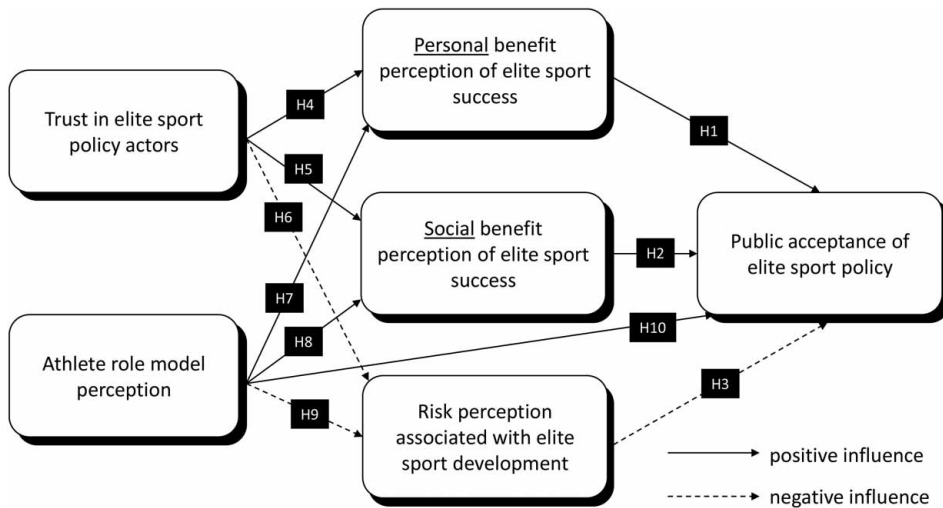 Personal benefit
perception of elite sport
success
Trust in elite sport
policy actors
H4
H1
H5
H6
Social benefit
perception of elite sport
success
H2
Public acceptance of
elite sport policy
H7
H8
H10
Athlete role model
perception
H9
H3
Risk perception
associated with elite
sport development
positive influence
negative influence